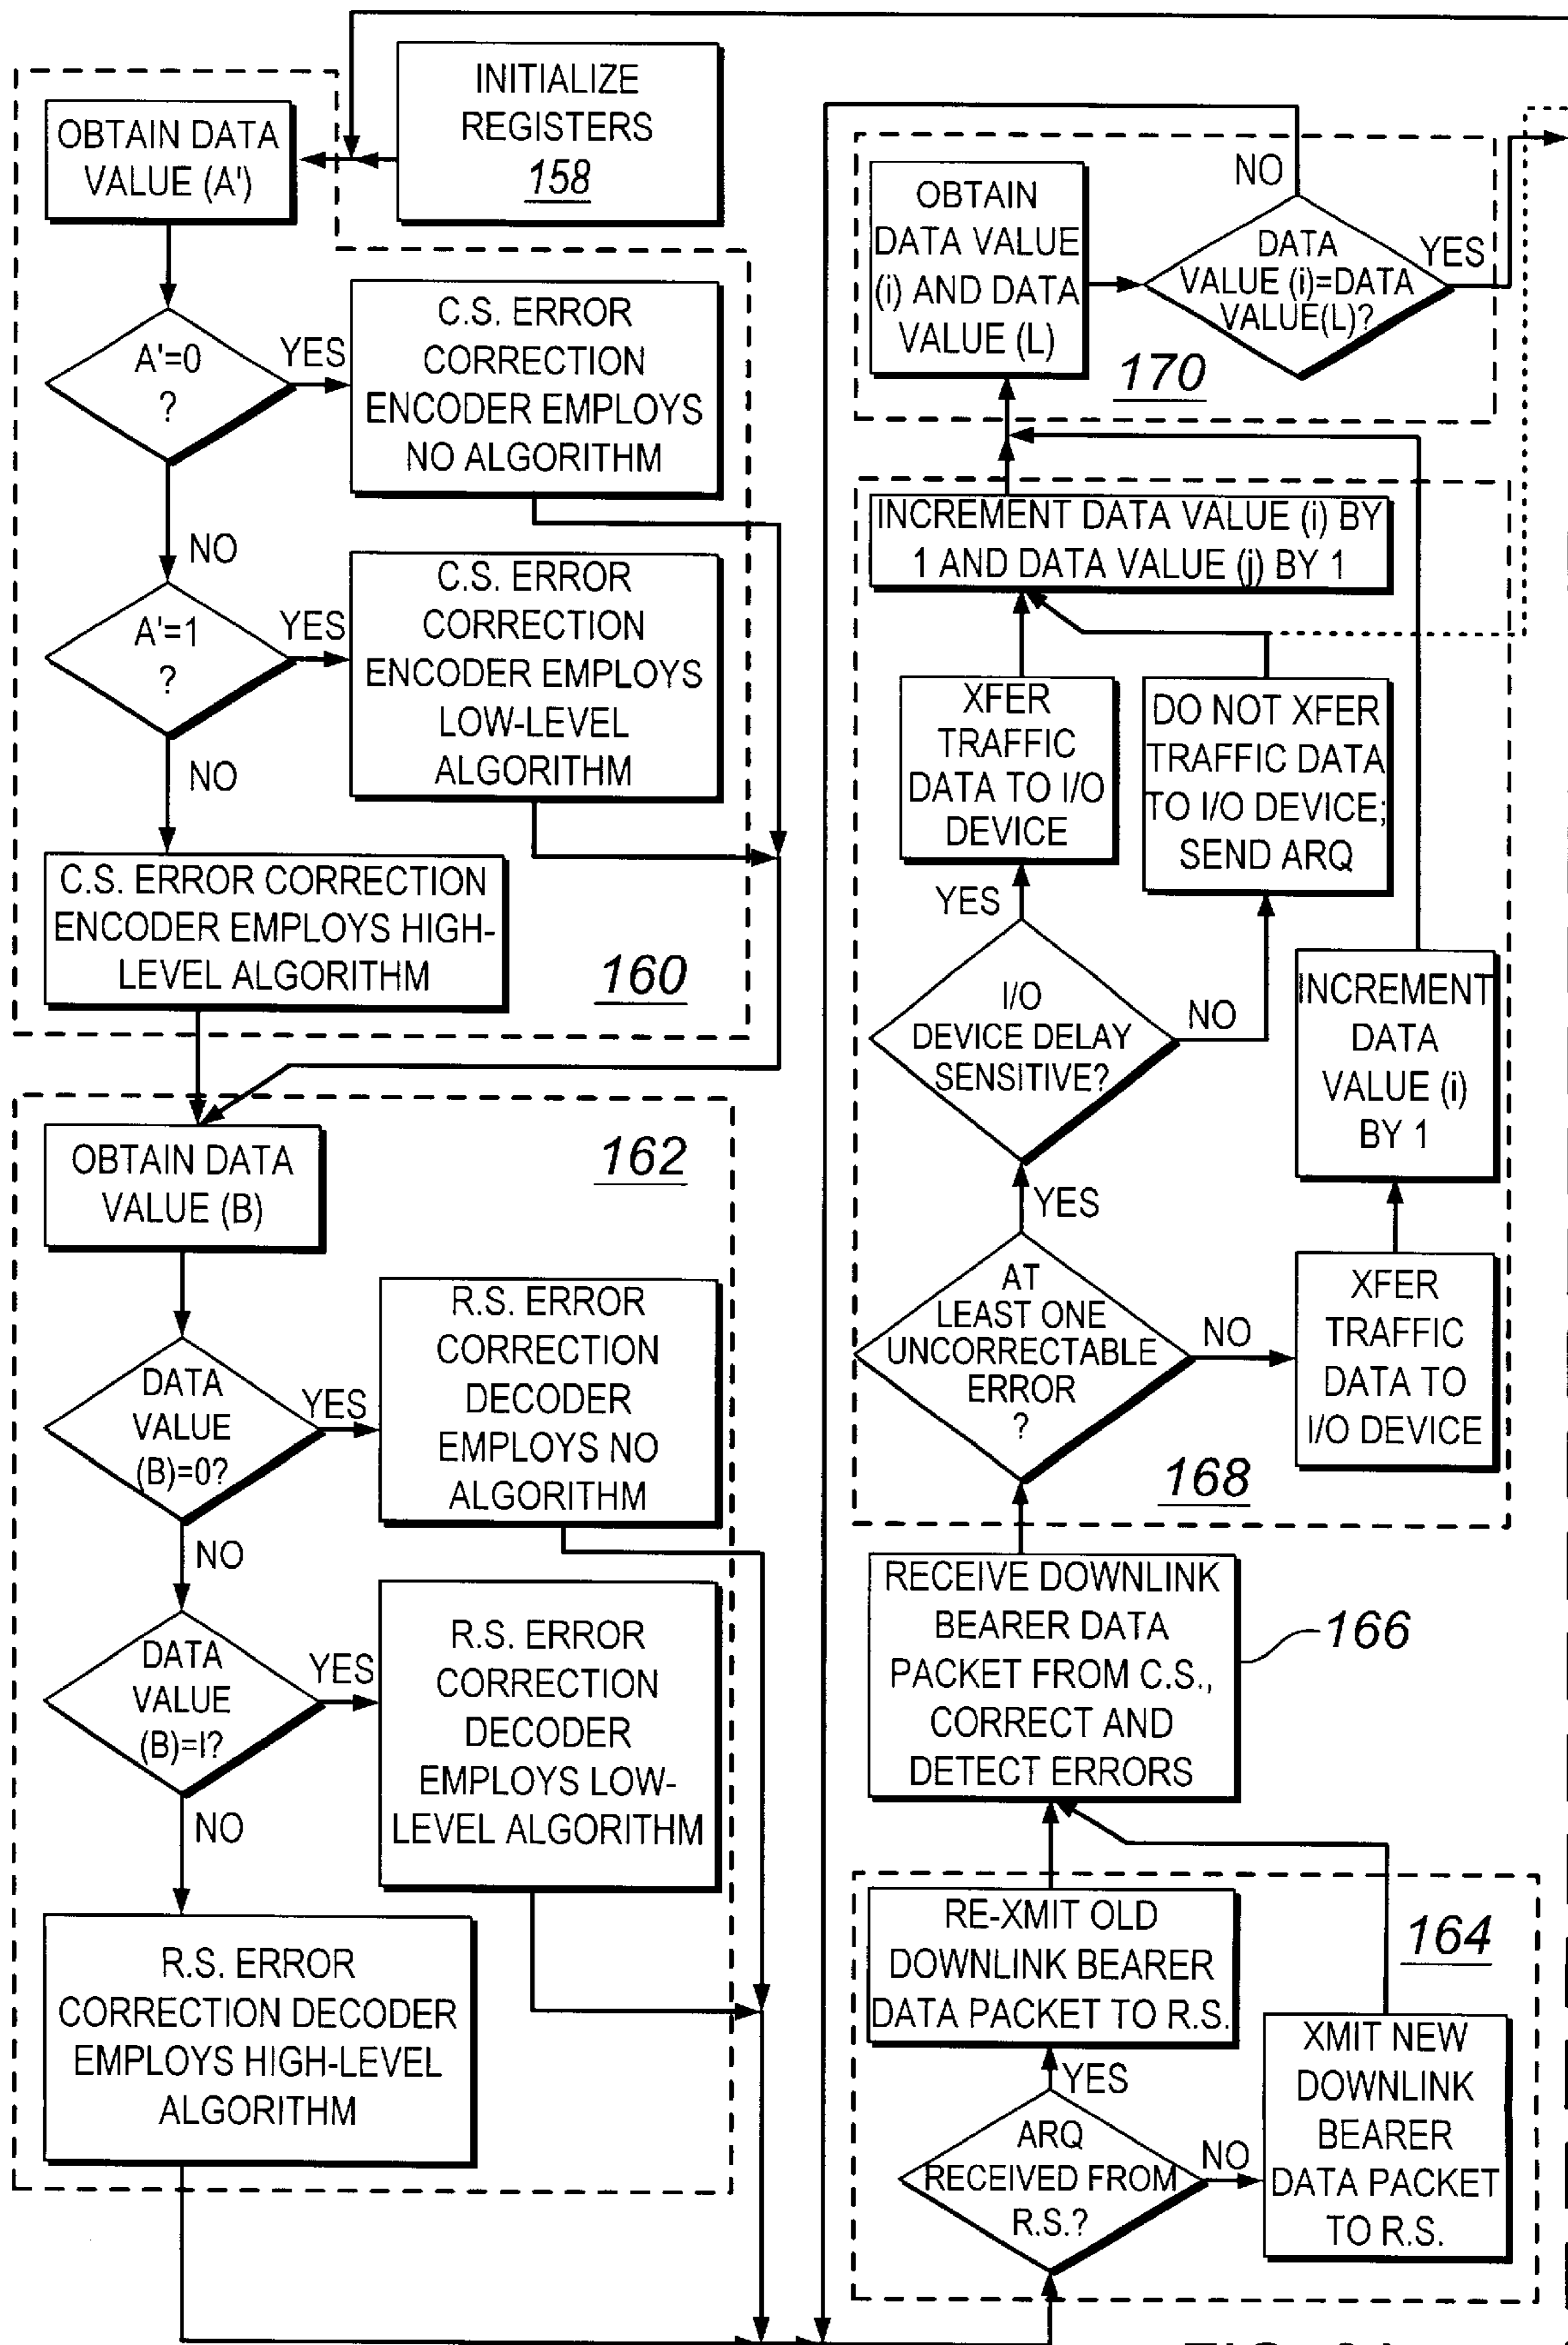 INITIALIZE
REGISTERS
158
OBTAIN DATA
VALUE (A')
A'=0
?
YES
C.S. ERROR
CORRECTION
ENCODER EMPLOYS
NO ALGORITHM
NO
A'=1
?
YES
C.S. ERROR
CORRECTION
ENCODER EMPLOYS
LOW-LEVEL
ALGORITHM
NO
C.S. ERROR CORRECTION
ENCODER EMPLOYS HIGH-
LEVEL ALGORITHM
160
OBTAIN DATA
VALUE (B)
162
DATA
VALUE
(B)=0?
YES
R.S. ERROR
CORRECTION
DECODER
EMPLOYS NO
ALGORITHM
NO
DATA
VALUE
(B)=I?
YES
R.S. ERROR
CORRECTION
DECODER
EMPLOYS LOW-
LEVEL ALGORITHM
NO
R.S. ERROR
CORRECTION DECODER
EMPLOYS HIGH-LEVEL
ALGORITHM
OBTAIN
DATA VALUE
(i) AND DATA
VALUE (L)
NO
DATA
VALUE (i)=DATA
VALUE(L)?
YES
170
INCREMENT DATA VALUE (i) BY
1 AND DATA VALUE (j) BY 1
XFER
TRAFFIC
DATA TO I/O
DEVICE
DO NOT XFER
TRAFFIC DATA
TO I/O DEVICE;
SEND ARQ
YES
I/O
DEVICE DELAY
SENSITIVE?
NO
INCREMENT
DATA
VALUE (i)
BY 1
YES
AT
LEAST ONE
UNCORRECTABLE
ERROR
?
NO
XFER
TRAFFIC
DATA TO
I/O DEVICE
168
RECEIVE DOWNLINK
BEARER DATA
PACKET FROM C.S.,
CORRECT AND
DETECT ERRORS
166
RE-XMIT OLD
DOWNLINK BEARER
DATA PACKET TO R.S.
164
YES
ARQ
RECEIVED FROM
R.S.?
NO
XMIT NEW
DOWNLINK
BEARER
DATA PACKET
TO R.S.